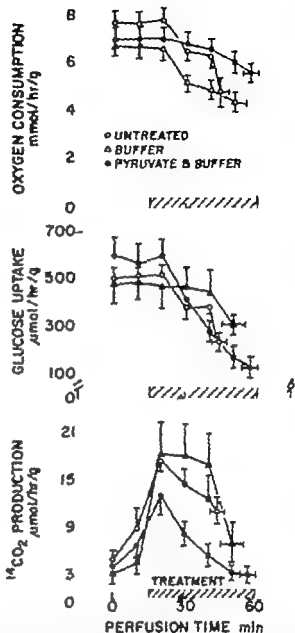 OXYGEN CONSUMPTION
mmol/hr/g
8
6
4
2
0
○ UNTREATED
△ BUFFER
● PYRUVATE & BUFFER
GLUCOSE UPTAKE
µmol/hr/g
700
500
300
100
0
¹⁴CO₂ PRODUCTION
µmol/hr/g
21
15
9
3
0
TREATMENT
0 30 60
PERFUSION TIME min